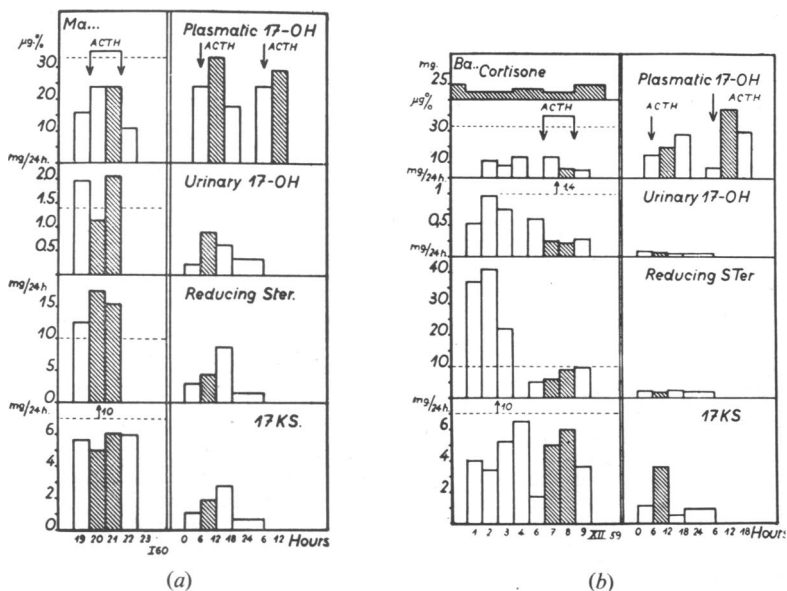 Ma... Plasmatic 17-OH
µg.% ACTH ACTH ACTH
30
20
10
mg/24h.
Urinary 17-OH
2.0
1.5
1.0
0.5
mg/24h.
Reducing Ster.
15
10
5
0
mg/24h.
10
17 KS.
6
4
2
0
19 20 21 22 23 0 6 12 18 24 6 12 Hours
I60
(a)
mg. Ba.. Cortisone
25
Plasmatic 17-OH
µg% ACTH ACTH ACTH
30
10
mg/24h.
1.4
1 Urinary 17-OH
0,5
mg/24h.
40 Reducing STer
30
20
10
mg/24h.
10
17 KS
6
4
2
1 2 3 4 6 7 8 9 XII 59 0 6 12 18 24 6 12 18 Hours
(b)